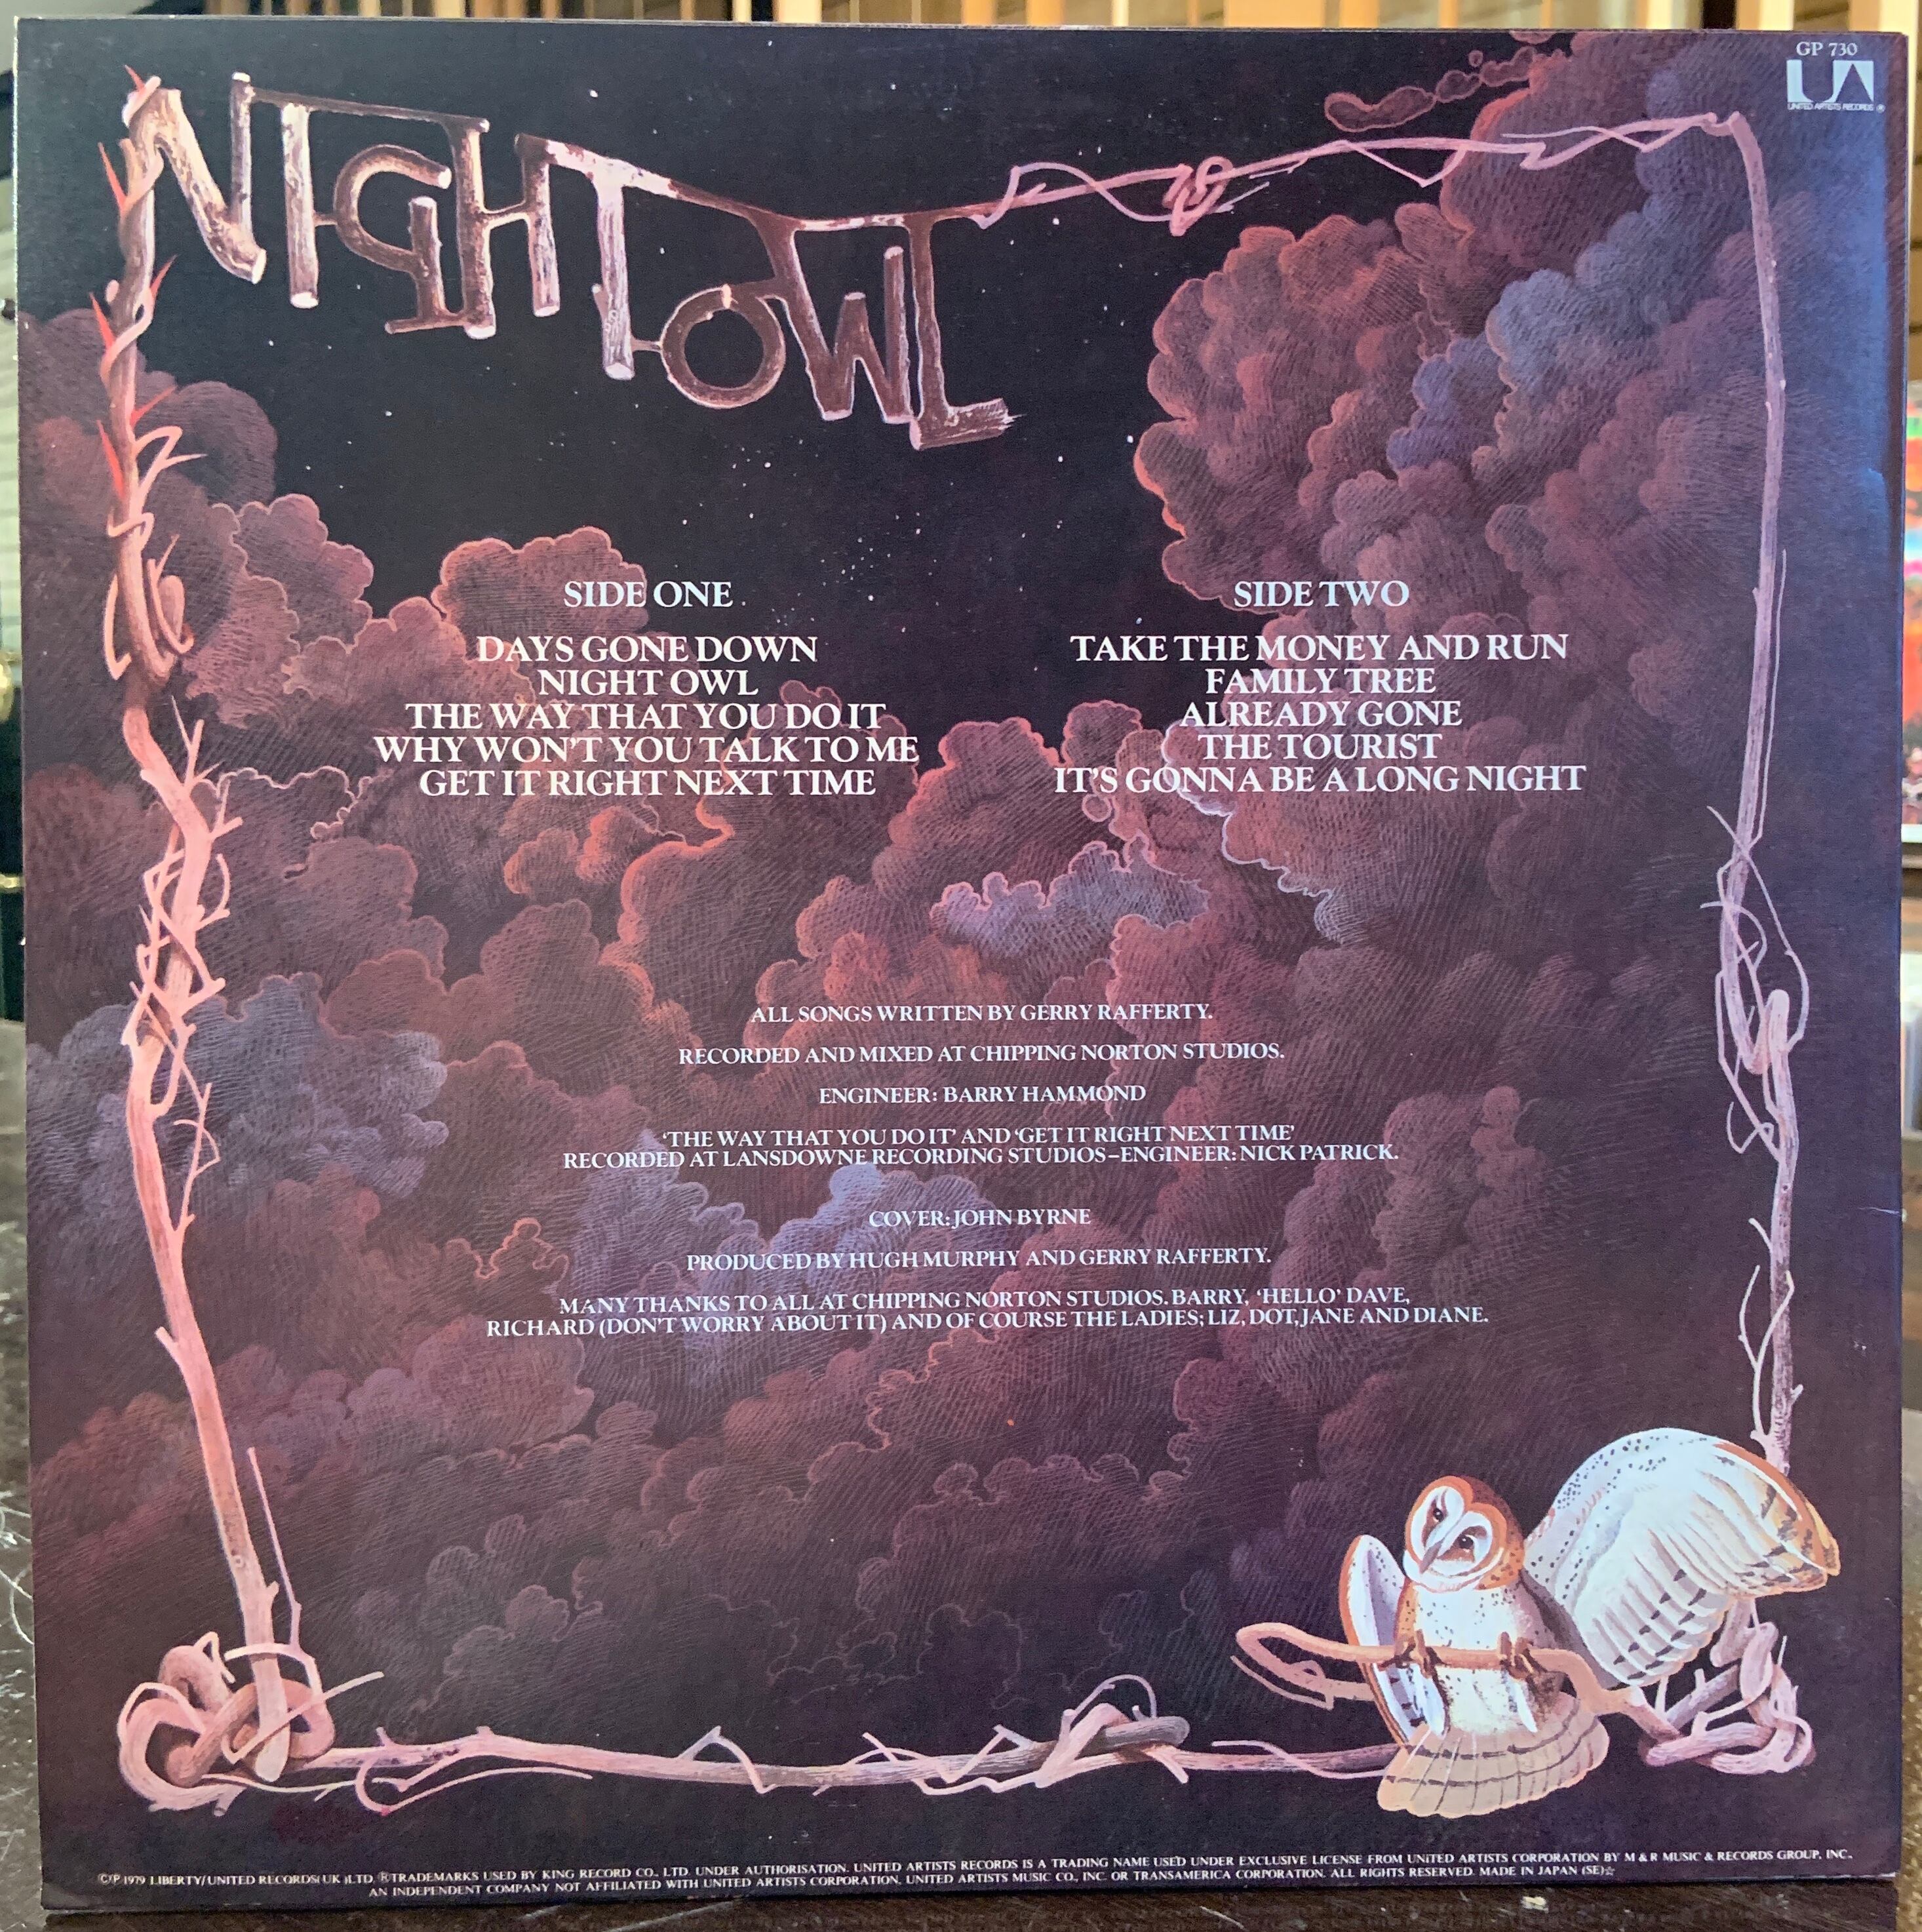 GP 730
UA
UNITED ARTISTS RECORDS ®
NIGHT OWL
SIDE ONE
DAYS GONE DOWN
NIGHT OWL
THE WAY THAT YOU DO IT
WHY WON'T YOU TALK TO ME
GET IT RIGHT NEXT TIME
SIDE TWO
TAKE THE MONEY AND RUN
FAMILY TREE
ALREADY GONE
THE TOURIST
IT'S GONNA BE A LONG NIGHT
ALL SONGS WRITTEN BY GERRY RAFFERTY.
RECORDED AND MIXED AT CHIPPING NORTON STUDIOS.
ENGINEER: BARRY HAMMOND
'THE WAY THAT YOU DO IT' AND 'GET IT RIGHT NEXT TIME'
RECORDED AT LANSDOWNE RECORDING STUDIOS–ENGINEER: NICK PATRICK.
COVER: JOHN BYRNE
PRODUCED BY HUGH MURPHY AND GERRY RAFFERTY.
MANY THANKS TO ALL AT CHIPPING NORTON STUDIOS. BARRY, 'HELLO' DAVE,
RICHARD (DON'T WORRY ABOUT IT) AND OF COURSE THE LADIES; LIZ, DOT, JANE AND DIANE.
©℗ 1979 LIBERTY/UNITED RECORDS( UK )LTD. ®TRADEMARKS USED BY KING RECORD CO., LTD. UNDER AUTHORISATION. UNITED ARTISTS RECORDS IS A TRADING NAME USED UNDER EXCLUSIVE LICENSE FROM UNITED ARTISTS CORPORATION BY M & R MUSIC & RECORDS GROUP, INC.,
AN INDEPENDENT COMPANY NOT AFFILIATED WITH UNITED ARTISTS CORPORATION, UNITED ARTISTS MUSIC CO., INC. OR TRANSAMERICA CORPORATION. ALL RIGHTS RESERVED. MADE IN JAPAN (SE)☆